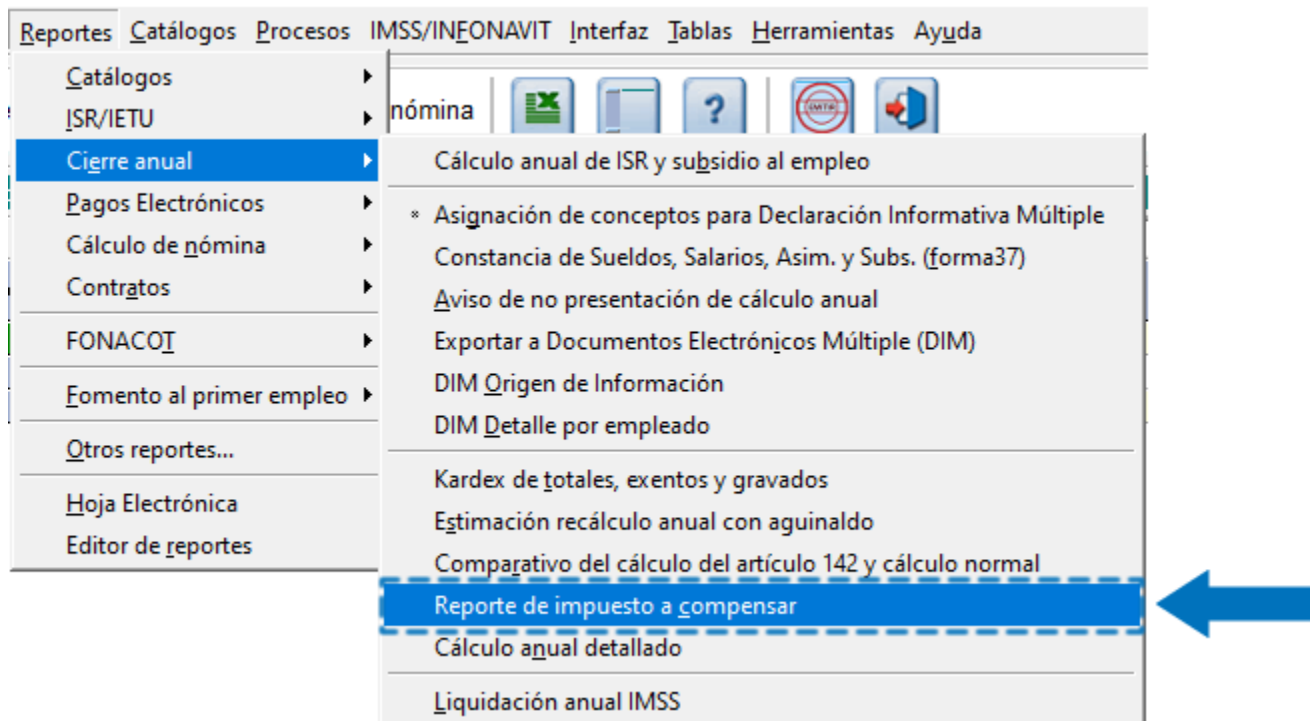 Reportes Catálogos Procesos IMSS/INFONAVIT Interfaz Tablas Herramientas Ayuda
nómina
EMITIR
Catálogos
ISR/IETU
Cierre anual
Pagos Electrónicos
Cálculo de nómina
Contratos
FONACOT
Fomento al primer empleo
Otros reportes...
Hoja Electrónica
Editor de reportes
Cálculo anual de ISR y subsidio al empleo
Asignación de conceptos para Declaración Informativa Múltiple
Constancia de Sueldos, Salarios, Asim. y Subs. (forma37)
Aviso de no presentación de cálculo anual
Exportar a Documentos Electrónicos Múltiple (DIM)
DIM Origen de Información
DIM Detalle por empleado
Kardex de totales, exentos y gravados
Estimación recálculo anual con aguinaldo
Comparativo del cálculo del artículo 142 y cálculo normal
Reporte de impuesto a compensar
Cálculo anual detallado
Liquidación anual IMSS